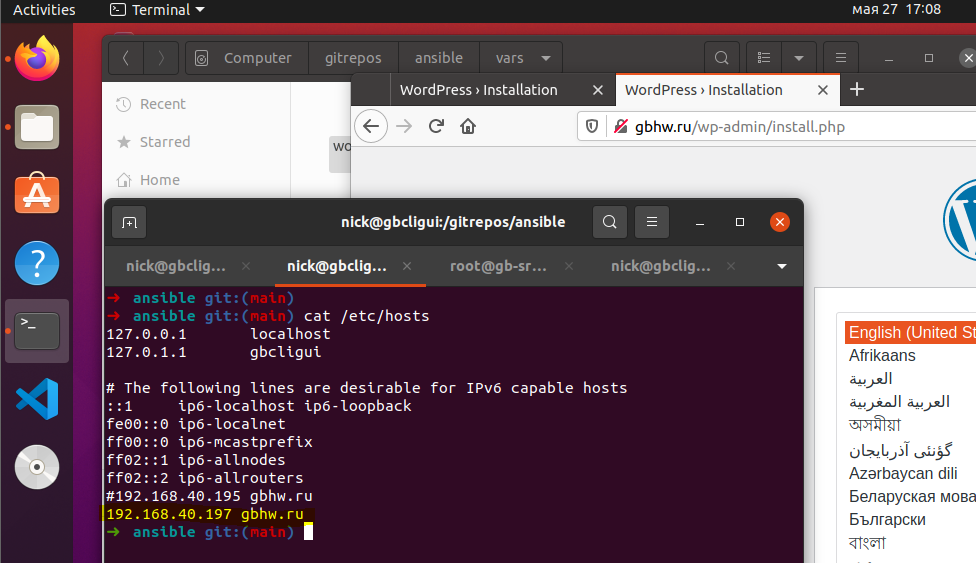 Activities
Terminal
мая 27 17:08
Computer
gitrepos
ansible
vars
WordPress › Installation
WordPress › Installation
Recent
gbhw.ru/wp-admin/install.php
Starred
wo
Home
nick@gbcligui:/gitrepos/ansible
nick@gbclig...
nick@gbclig...
root@gb-sr...
nick@gbclig...
➜ ansible git:(main)
➜ ansible git:(main) cat /etc/hosts
127.0.0.1 localhost
127.0.1.1 gbcligui
# The following lines are desirable for IPv6 capable hosts
::1 ip6-localhost ip6-loopback
fe00::0 ip6-localnet
ff00::0 ip6-mcastprefix
ff02::1 ip6-allnodes
ff02::2 ip6-allrouters
#192.168.40.195 gbhw.ru
192.168.40.197 gbhw.ru
➜ ansible git:(main)
English (United St
Afrikaans
العربية
العربية المغربية
অসমীয়া
گؤنئی آذربایجان
Azərbaycan dili
Беларуская мова
Български
বাংলা